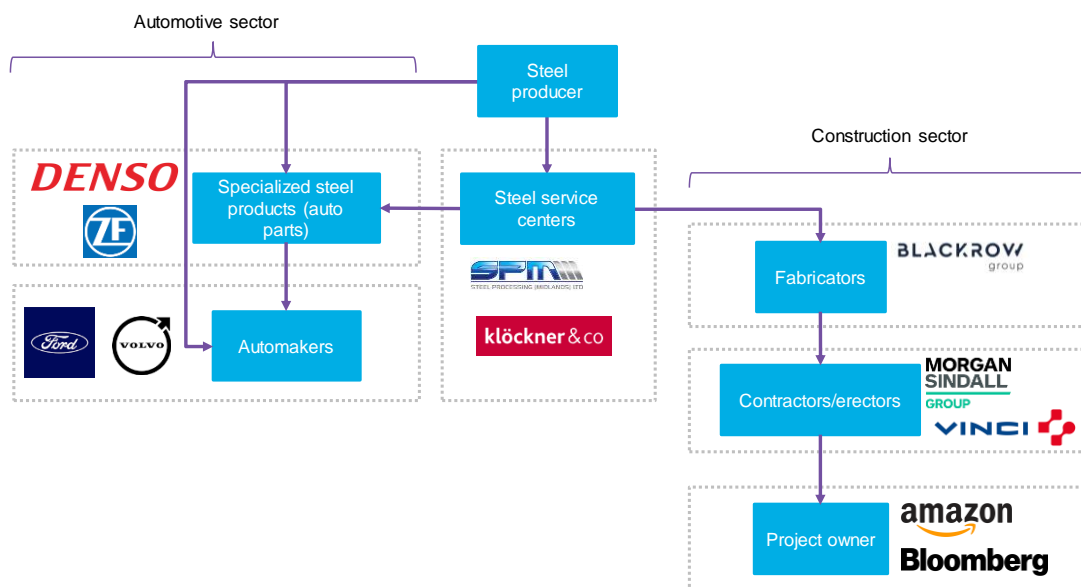 Automotive sector
Steel
producer
Construction sector
DENSO
ZF
Specialized steel
products (auto
parts)
Steel service
centers
SPM
STEEL PROCESSING (MIDLANDS) LTD
klöckner & co
BLACKROW
group
Fabricators
Ford
VOLVO
Automakers
Contractors/erectors
MORGAN
SINDALL
GROUP
VINCI
Project owner
amazon
Bloomberg